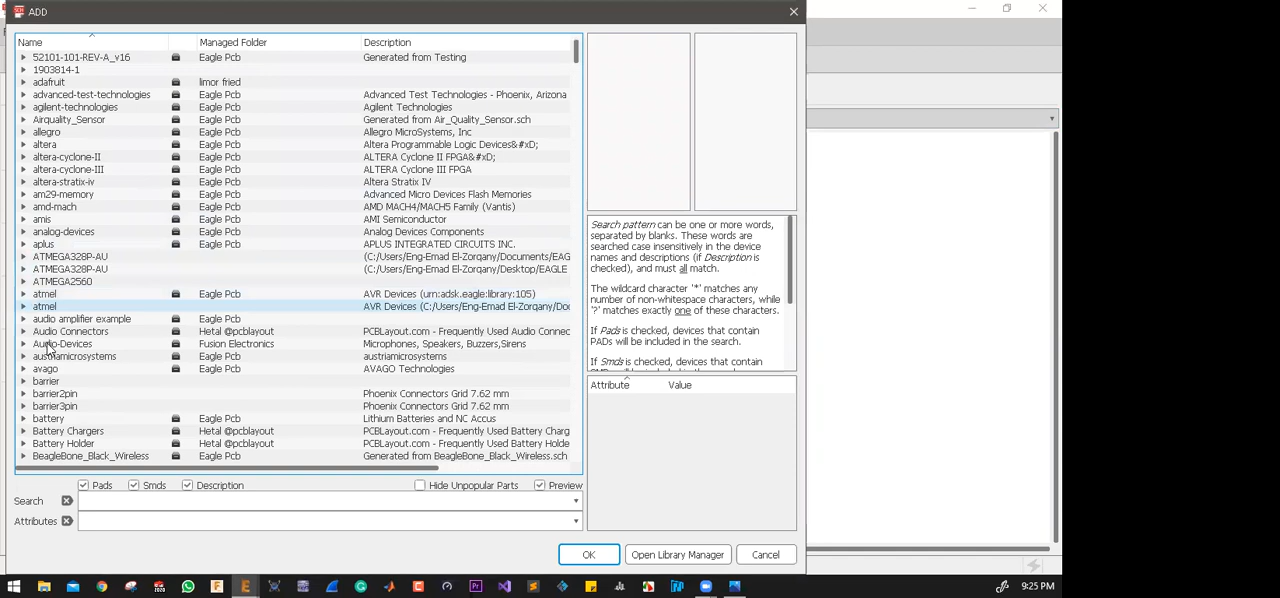 ADD
Name Managed Folder Description
52101-101-REV-A_v16 Eagle Pcb Generated from Testing
1903814-1
adafruit limor fried
advanced-test-technologies Eagle Pcb Advanced Test Technologies - Phoenix, Arizona
agilent-technologies Eagle Pcb Agilent Technologies
Airquality_Sensor Eagle Pcb Generated from Air_Quality_Sensor.sch
allegro Eagle Pcb Allegro MicroSystems, Inc
altera Eagle Pcb Altera Programmable Logic Devices&#xD;
altera-cyclone-II Eagle Pcb ALTERA Cyclone II FPGA&#xD;
altera-cyclone-III Eagle Pcb ALTERA Cyclone III FPGA
altera-stratix-iv Eagle Pcb Altera Stratix IV
am29-memory Eagle Pcb Advanced Micro Devices Flash Memories
amd-mach Eagle Pcb AMD MACH4/MACH5 Family (Vantis)
amis Eagle Pcb AMI Semiconductor
analog-devices Eagle Pcb Analog Devices Components
aplus Eagle Pcb APLUS INTEGRATED CIRCUITS INC.
ATMEGA328P-AU (C:/Users/Eng-Emad El-Zorqany/Documents/EAG
ATMEGA328P-AU (C:/Users/Eng-Emad El-Zorqany/Desktop/EAGLE
ATMEGA2560
atmel Eagle Pcb AVR Devices (urn:adsk.eagle:library:105)
atmel AVR Devices (C:/Users/Eng-Emad El-Zorqany/Do
audio amplifier example Eagle Pcb
Audio Connectors Hetal @pcblayout PCBLayout.com - Frequently Used Audio Connec
Audio-Devices Fusion Electronics Microphones, Speakers, Buzzers,Sirens
austriamicrosystems Eagle Pcb austriamicrosystems
avago Eagle Pcb AVAGO Technologies
barrier
barrier2pin Phoenix Connectors Grid 7.62 mm
barrier3pin Phoenix Connectors Grid 7.62 mm
battery Eagle Pcb Lithium Batteries and NC Accus
Battery Chargers Hetal @pcblayout PCBLayout.com - Frequently Used Battery Charg
Battery Holder Hetal @pcblayout PCBLayout.com - Frequently Used Battery Holde
BeagleBone_Black_Wireless Eagle Pcb Generated from BeagleBone_Black_Wireless.sch
Pads Smds Description Hide Unpopular Parts Preview
Search
Attributes
Search pattern can be one or more words,
separated by blanks. These words are
searched case insensitively in the device
names and descriptions (if Description is
checked), and must all match.
The wildcard character '*' matches any
number of non-whitespace characters, while
'?' matches exactly one of these characters.
If Pads is checked, devices that contain
PADs will be included in the search.
If Smds is checked, devices that contain
Attribute Value
OK Open Library Manager Cancel
9:25 PM